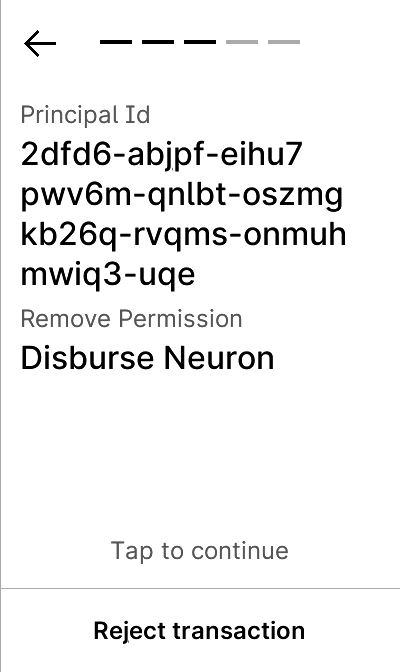 Principal Id
2dfd6-abjpf-eihu7
pwv6m-qnlbt-oszmg
kb26q-rvqms-onmuh
mwiq3-uqe
Remove Permission
Disburse Neuron
Tap to continue
Reject transaction